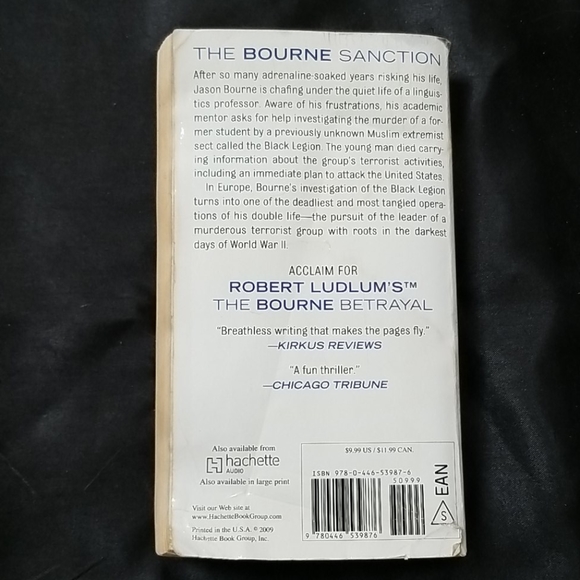 THE BOURNE SANCTION
After so many adrenaline-soaked years risking his life,
Jason Bourne is chafing under the quiet life of a linguis-
tics professor. Aware of his frustrations, his academic
mentor asks for help investigating the murder of a for-
mer student by a previously unknown Muslim extremist
sect called the Black Legion. The young man died carry-
ing information about the group's terrorist activities,
including an immediate plan to attack the United States.
In Europe, Bourne's investigation of the Black Legion
turns into one of the deadliest and most tangled opera-
tions of his double life—the pursuit of the leader of a
murderous terrorist group with roots in the darkest
days of World War II.
ACCLAIM FOR
ROBERT LUDLUM'S™
THE BOURNE BETRAYAL
"Breathless writing that makes the pages fly."
—KIRKUS REVIEWS
"A fun thriller."
—CHICAGO TRIBUNE
Also available from
hachette
AUDIO
Also available in large print
Visit our Web site at
www.HachetteBookGroup.com
Printed in the U.S.A. © 2009
Hachette Book Group, Inc.
$9.99 US / $11.99 CAN.
ISBN 978-0-446-53987-6
50999
9 780446 539876
EAN
S